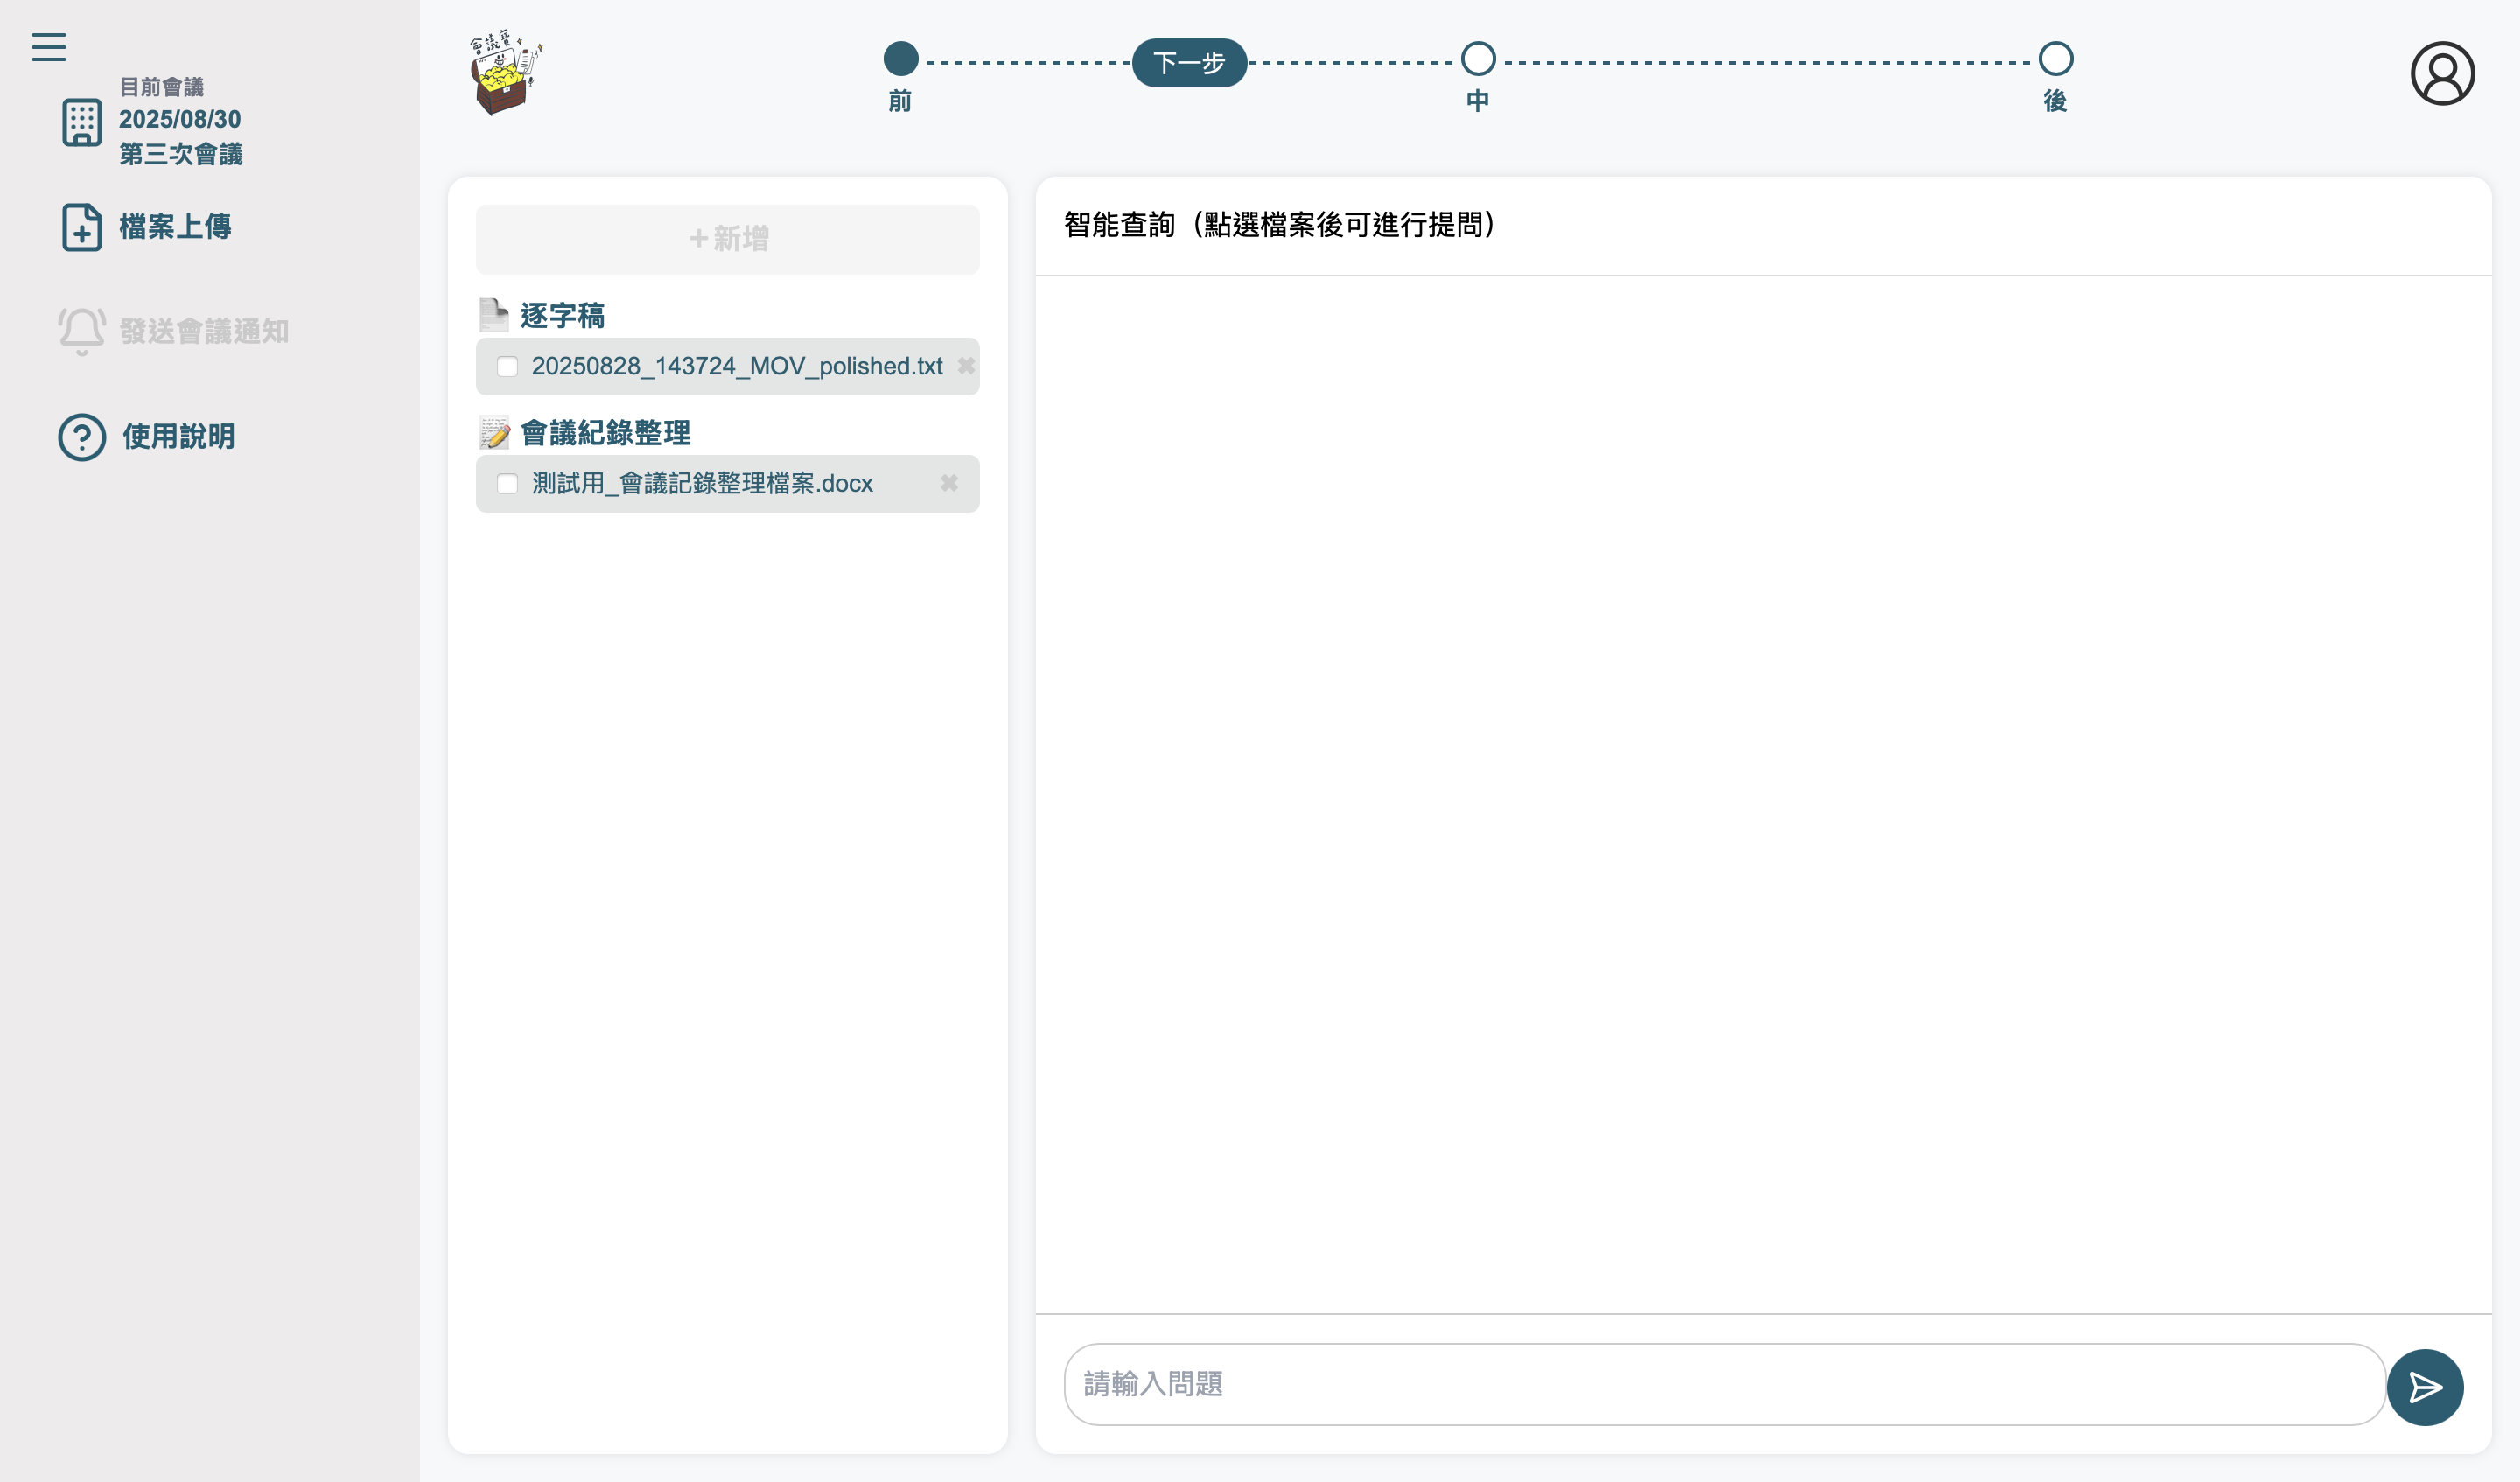 目前會議
2025/08/30
第三次會議
檔案上傳
發送會議通知
使用說明
會議寶
前
下一步
中
後
+新增
逐字稿
20250828_143724_MOV_polished.txt
會議紀錄整理
測試用_會議記錄整理檔案.docx
智能查詢（點選檔案後可進行提問）
請輸入問題